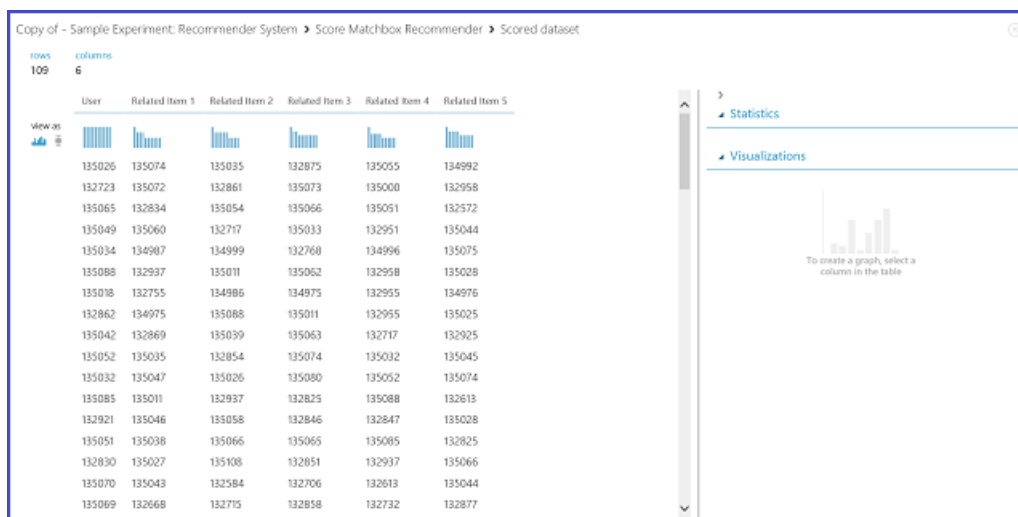 Copy of - Sample Experiment: Recommender System > Score Matchbox Recommender > Scored dataset
rows columns
109 6
User Related Item 1 Related Item 2 Related Item 3 Related Item 4 Related Item 5
view as
135026 135074 135035 132875 135055 134992
132723 135072 132861 135073 135000 132958
135065 132834 135054 135066 135051 132572
135049 135060 132717 135033 132951 135044
135034 134987 134999 132768 134996 135075
135088 132937 135011 135062 132958 135028
135018 132755 134986 134975 132955 134976
132862 134975 135088 135011 132955 135025
135042 132869 135039 135063 132717 132925
135052 135035 132854 135074 135032 135045
135032 135047 135026 135080 135052 135074
135085 135011 132937 132825 135088 132613
132921 135046 135058 132846 132847 135028
135051 135038 135066 135065 135085 132825
132830 135027 135108 132851 132937 135066
135070 135043 132584 132706 132613 135044
135069 132668 132715 132858 132732 132877
Statistics
Visualizations
To create a graph, select a
column in the table